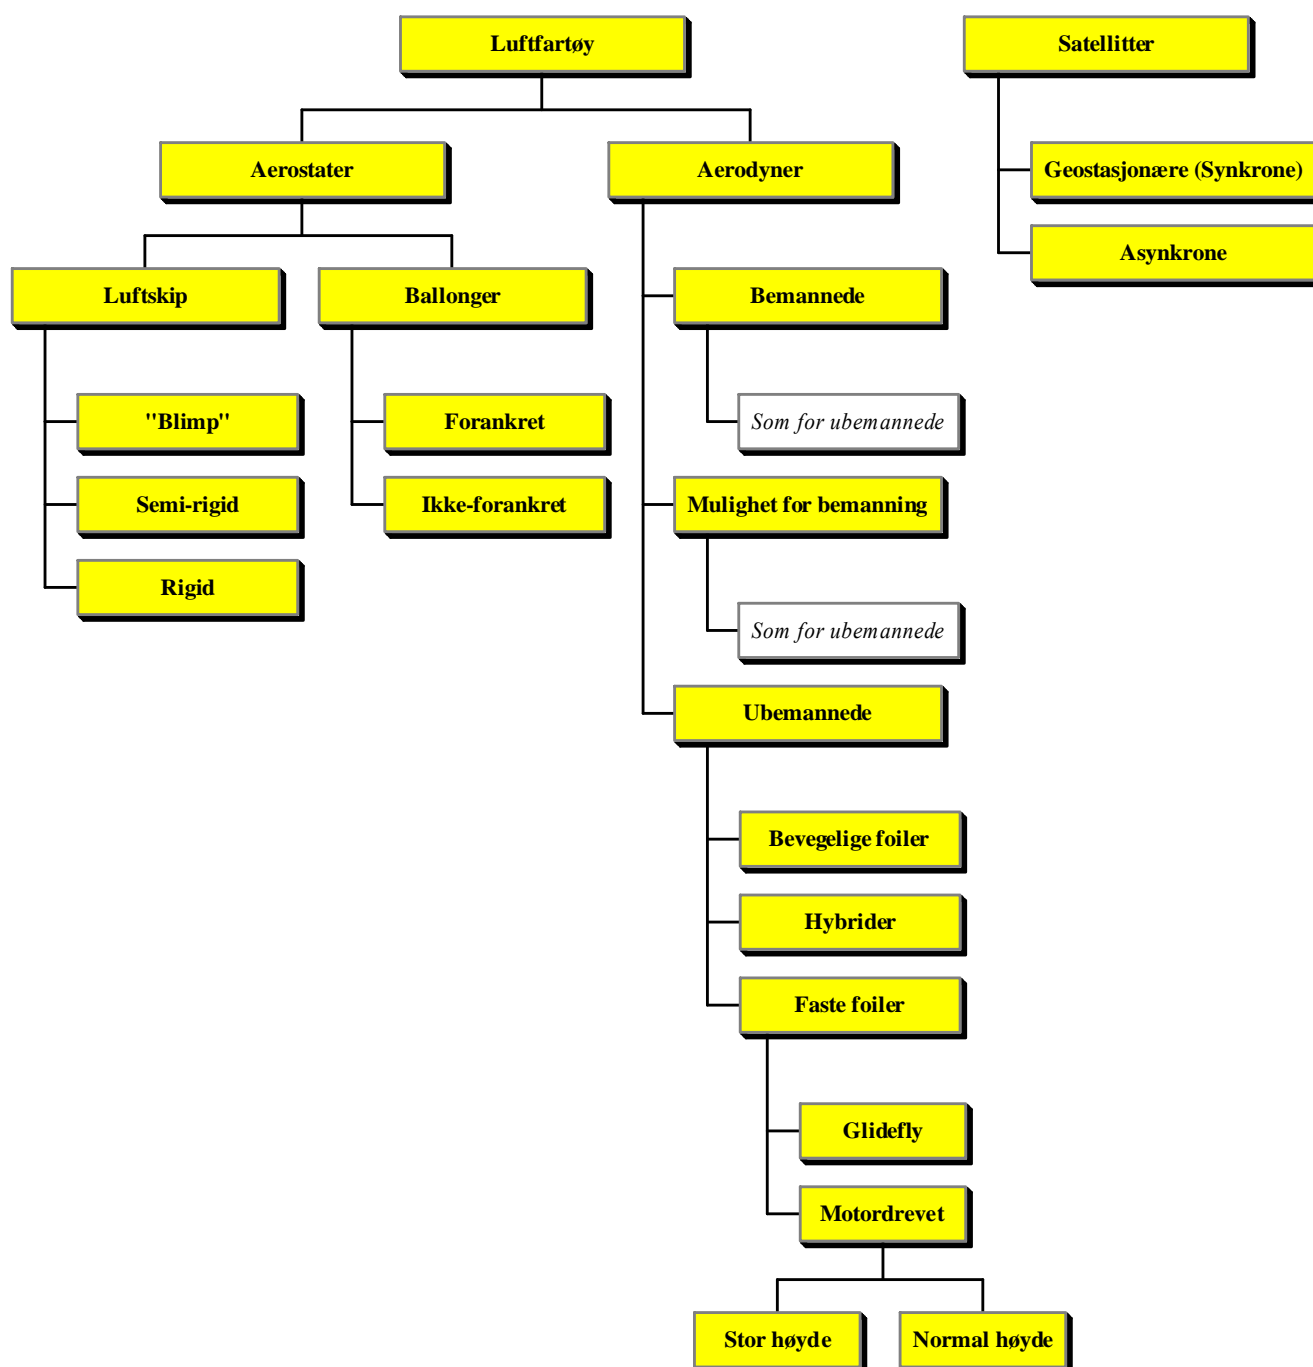 Luftfartøy
Satellitter
Aerostater
Aerodyner
Geostasjonære (Synkrone)
Asynkrone
Luftskip
Ballonger
Bemannede
"Blimp"
Forankret
Som for ubemannede
Semi-rigid
Ikke-forankret
Mulighet for bemanning
Rigid
Som for ubemannede
Ubemannede
Bevegelige foiler
Hybrider
Faste foiler
Glidefly
Motordrevet
Stor høyde
Normal høyde